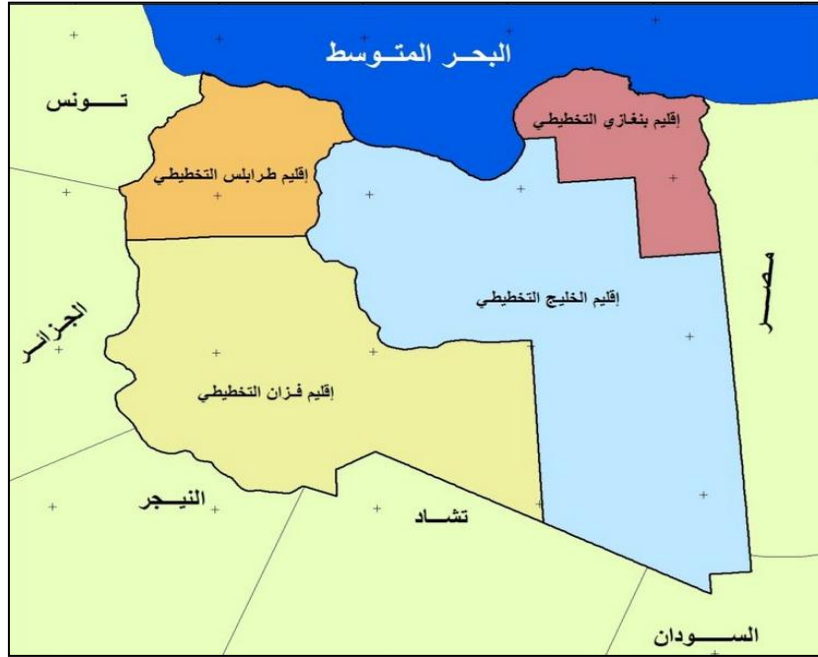 البحر المتوسط
تونس
إقليم بنغازي التخطيطي
إقليم طرابلس التخطيطي
مصر
إقليم الخليج التخطيطي
الجزائر
إقليم فزان التخطيطي
النيجر
تشاد
السودان